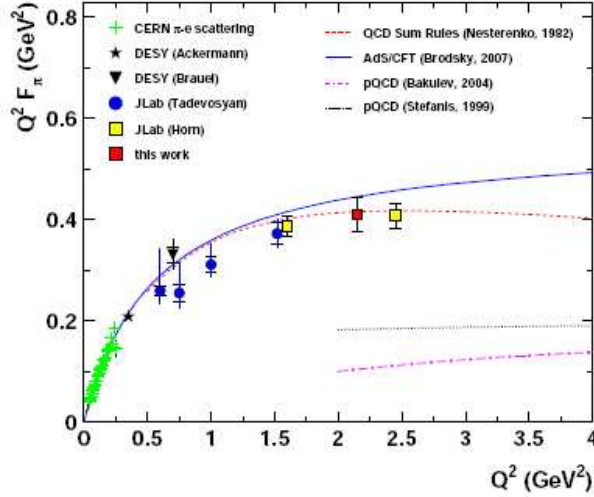 Q² Fπ (GeV²)
0.8
0.6
0.4
0.2
0
CERN π-e scattering
DESY (Ackermann)
DESY (Brauel)
JLab (Tadevosyan)
JLab (Horn)
this work
QCD Sum Rules (Nesterenko, 1982)
AdS/CFT (Brodsky, 2007)
pQCD (Bakulev, 2004)
pQCD (Stefanis, 1999)
0 0.5 1 1.5 2 2.5 3 3.5 4
Q² (GeV²)